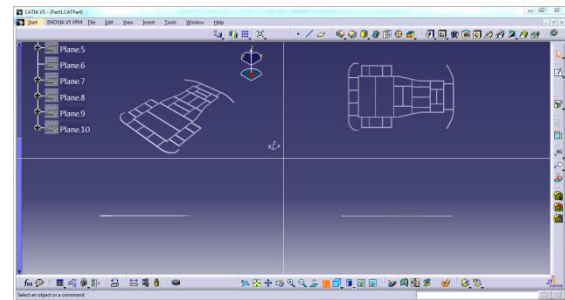 CATIA V5 - [Part1.CATPart]
Start ENOVIA V5 VPM File Edit View Insert Tools Window Help
Plane.5
Plane.6
Plane.7
Plane.8
Plane.9
Plane.10
Select an object or a command